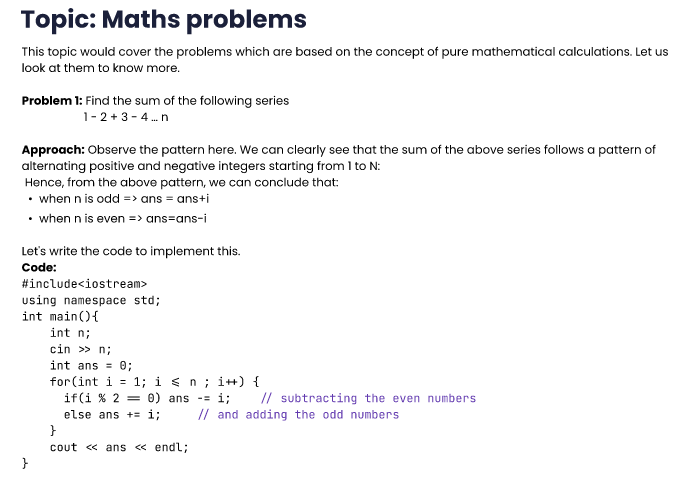 Topic: Maths problems
This topic would cover the problems which are based on the concept of pure mathematical calculations. Let us
look at them to know more.
Problem 1: Find the sum of the following series
1 - 2 + 3 - 4 … n
Approach: Observe the pattern here. We can clearly see that the sum of the above series follows a pattern of
alternating positive and negative integers starting from 1 to N:
Hence, from the above pattern, we can conclude that:
• when n is odd => ans = ans+i
• when n is even => ans=ans-i
Let's write the code to implement this.
Code:
#include<iostream>
using namespace std;
int main(){
    int n;
    cin >> n;
    int ans = 0;
    for(int i = 1; i <= n ; i++) {
      if(i % 2 == 0) ans -= i;    // subtracting the even numbers
      else ans += i;     // and adding the odd numbers
    }
    cout << ans << endl;
}